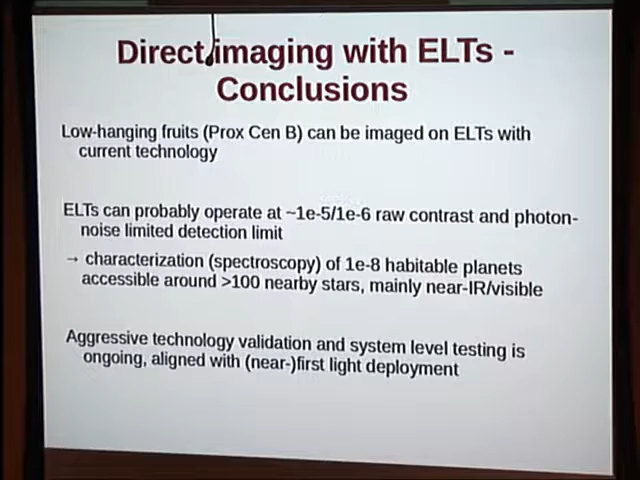 Direct imaging with ELTs -
Conclusions
Low-hanging fruits (Prox Cen B) can be imaged on ELTs with
current technology
ELTs can probably operate at ~1e-5/1e-6 raw contrast and photon-
noise limited detection limit
→ characterization (spectroscopy) of 1e-8 habitable planets
accessible around >100 nearby stars, mainly near-IR/visible
Aggressive technology validation and system level testing is
ongoing, aligned with (near-)first light deployment